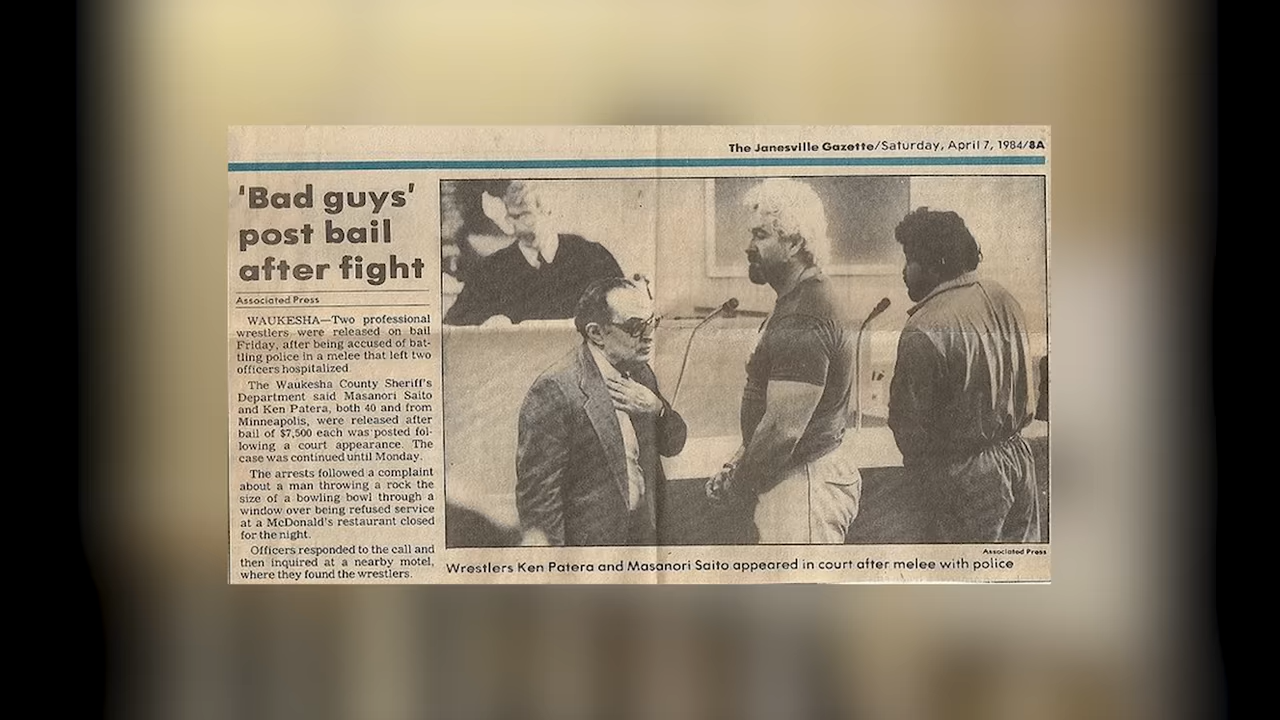 The Janesville Gazette/Saturday, April 7, 1984/8A
'Bad guys'
post bail
after fight
Associated Press
WAUKESHA—Two professional
wrestlers were released on bail
Friday, after being accused of bat-
tling police in a melee that left two
officers hospitalized.
The Waukesha County Sheriff's
Department said Masanori Saito
and Ken Patera, both 40 and from
Minneapolis, were released after
bail of $7,500 each was posted fol-
lowing a court appearance. The
case was continued until Monday.
The arrests followed a complaint
about a man throwing a rock the
size of a bowling bowl through a
window over being refused service
at a McDonald's restaurant closed
for the night.
Officers responded to the call and
then inquired at a nearby motel,
where they found the wrestlers.
Associated Press
Wrestlers Ken Patera and Masanori Saito appeared in court after melee with police